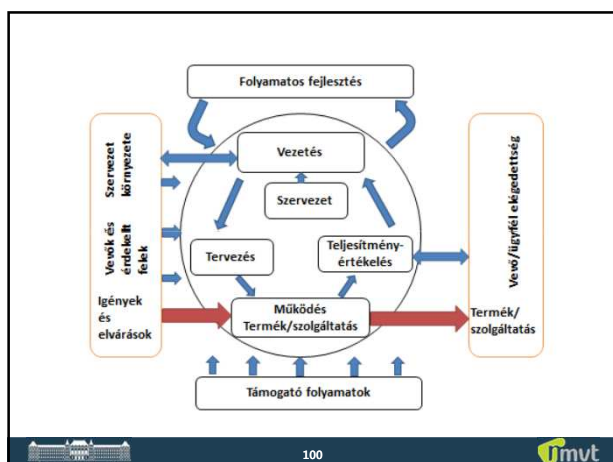 Folyamatos fejlesztés
Szervezet
környezete
Vevők és
érdekelt
felek
Igények
és
elvárások
Vezetés
Szervezet
Tervezés
Teljesítmény-
értékelés
Működés
Termék/szolgáltatás
Támogató folyamatok
Vevő/ügyfél elégedettség
Termék/
szolgáltatás
100
nmvt